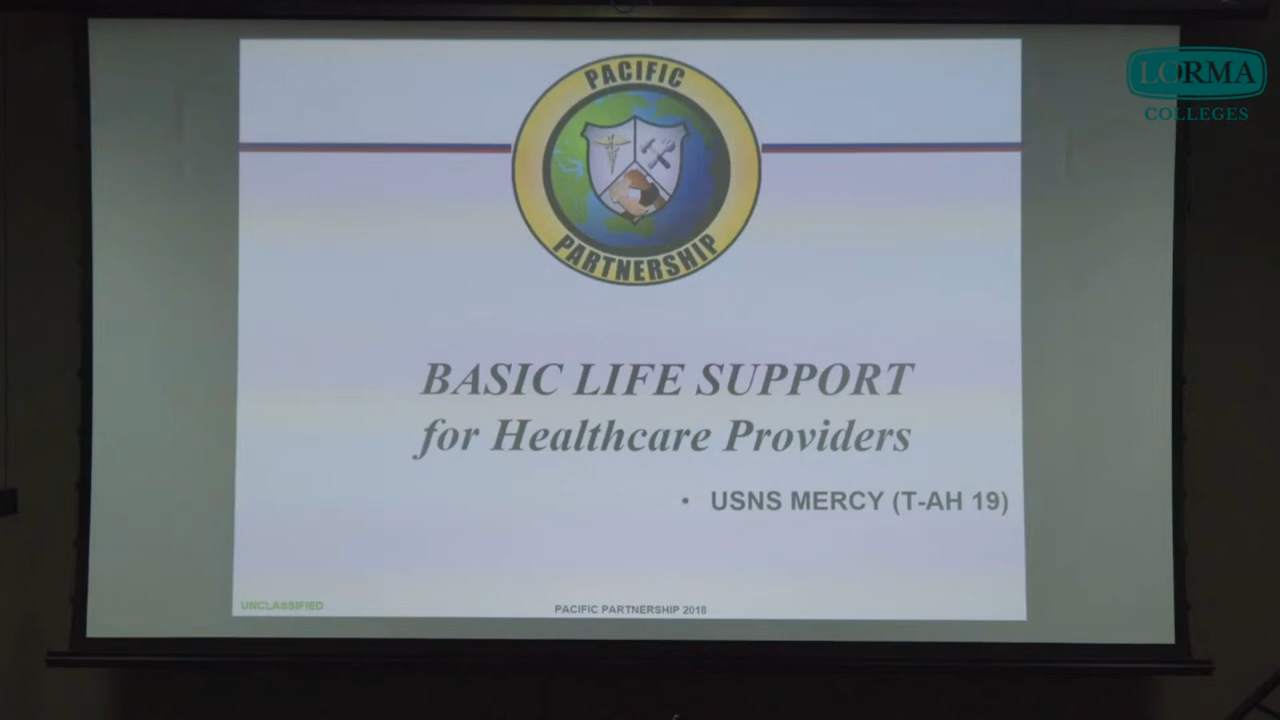 LORMA
COLLEGES
PACIFIC
PARTNERSHIP
BASIC LIFE SUPPORT
for Healthcare Providers
• USNS MERCY (T-AH 19)
UNCLASSIFIED
PACIFIC PARTNERSHIP 2018